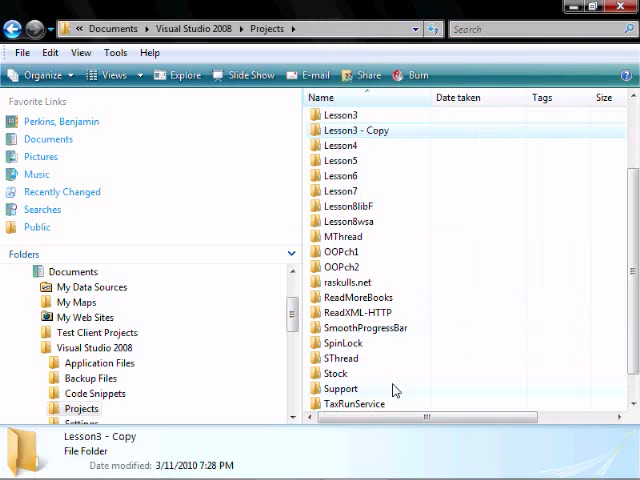 Documents ▸ Visual Studio 2008 ▸ Projects ▸
Search
File Edit View Tools Help
Organize Views Explore Slide Show E-mail Share Burn
Favorite Links
Perkins, Benjamin
Documents
Pictures
Music
Recently Changed
Searches
Public
Folders
Documents
My Data Sources
My Maps
My Web Sites
Test Client Projects
Visual Studio 2008
Application Files
Backup Files
Code Snippets
Projects
Settings
Name Date taken Tags Size
Lesson3
Lesson3 - Copy
Lesson4
Lesson5
Lesson6
Lesson7
Lesson8libF
Lesson8wsa
MThread
OOPch1
OOPch2
raskulls.net
ReadMoreBooks
ReadXML-HTTP
SmoothProgressBar
SpinLock
SThread
Stock
Support
TaxRunService
Lesson3 - Copy
File Folder
Date modified: 3/11/2010 7:28 PM